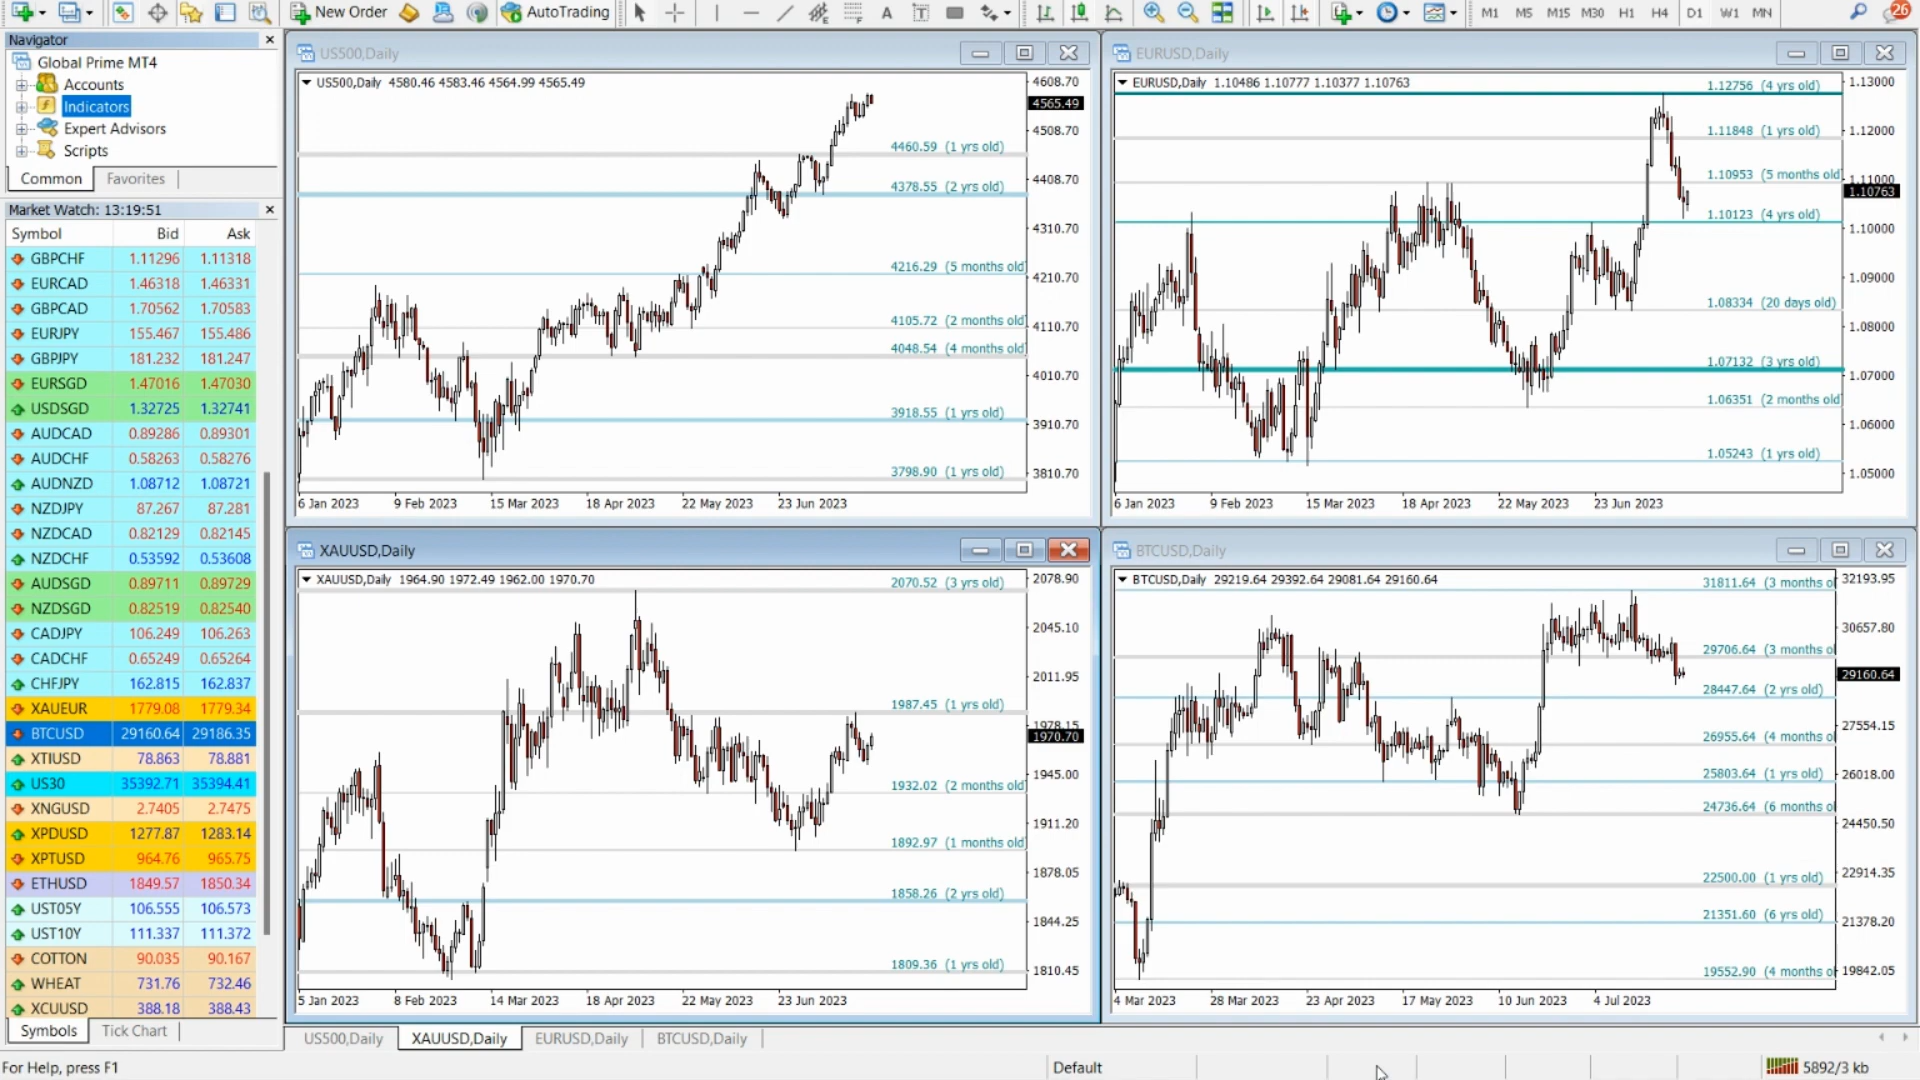 New Order AutoTrading M1 M5 M15 M30 H1 H4 D1 W1 MN 26
Navigator
Global Prime MT4
Accounts
Indicators
Expert Advisors
Scripts
Common Favorites
Market Watch: 13:19:51
Symbol Bid Ask
GBPCHF 1.11296 1.11318
EURCAD 1.46318 1.46331
GBPCAD 1.70562 1.70583
EURJPY 155.467 155.486
GBPJPY 181.232 181.247
EURSGD 1.47016 1.47030
USDSGD 1.32725 1.32741
AUDCAD 0.89286 0.89301
AUDCHF 0.58263 0.58276
AUDNZD 1.08712 1.08721
NZDJPY 87.267 87.281
NZDCAD 0.82129 0.82145
NZDCHF 0.53592 0.53608
AUDSGD 0.89711 0.89729
NZDSGD 0.82519 0.82540
CADJPY 106.249 106.263
CADCHF 0.65249 0.65264
CHFJPY 162.815 162.837
XAUEUR 1779.08 1779.34
BTCUSD 29160.64 29186.35
XTIUSD 78.863 78.881
US30 35392.71 35394.41
XNGUSD 2.7405 2.7475
XPDUSD 1277.87 1283.14
XPTUSD 964.76 965.75
ETHUSD 1849.57 1850.34
UST05Y 106.555 106.573
UST10Y 111.337 111.372
COTTON 90.035 90.167
WHEAT 731.76 732.46
XCUUSD 388.18 388.43
Symbols Tick Chart
US500,Daily
US500,Daily 4580.46 4583.46 4564.99 4565.49
4608.70
4565.49
4508.70
4460.59 (1 yrs old)
4408.70
4378.55 (2 yrs old)
4310.70
4216.29 (5 months old
4210.70
4105.72 (2 months old
4110.70
4048.54 (4 months old
4010.70
3918.55 (1 yrs old)
3910.70
3798.90 (1 yrs old)
3810.70
6 Jan 2023 9 Feb 2023 15 Mar 2023 18 Apr 2023 22 May 2023 23 Jun 2023
EURUSD,Daily
EURUSD,Daily 1.10486 1.10777 1.10377 1.10763
1.12756 (4 yrs old)
1.13000
1.11848 (1 yrs old)
1.12000
1.10953 (5 months old
1.11000
1.10763
1.10123 (4 yrs old)
1.10000
1.09000
1.08334 (20 days old)
1.08000
1.07132 (3 yrs old)
1.07000
1.06351 (2 months old
1.06000
1.05243 (1 yrs old)
1.05000
6 Jan 2023 9 Feb 2023 15 Mar 2023 18 Apr 2023 22 May 2023 23 Jun 2023
XAUUSD,Daily
XAUUSD,Daily 1964.90 1972.49 1962.00 1970.70
2070.52 (3 yrs old)
2078.90
2045.10
2011.95
1987.45 (1 yrs old)
1978.15
1970.70
1945.00
1932.02 (2 months old
1911.20
1892.97 (1 months old
1878.05
1858.26 (2 yrs old)
1844.25
1809.36 (1 yrs old)
1810.45
5 Jan 2023 8 Feb 2023 14 Mar 2023 18 Apr 2023 22 May 2023 23 Jun 2023
BTCUSD,Daily
BTCUSD,Daily 29219.64 29392.64 29081.64 29160.64
31811.64 (3 months ol
32193.95
30657.80
29706.64 (3 months o
29160.64
28447.64 (2 yrs old)
27554.15
26955.64 (4 months o
26018.00
25803.64 (1 yrs old)
24736.64 (6 months o
24450.50
22500.00 (1 yrs old)
22914.35
21351.60 (6 yrs old)
21378.20
19552.90 (4 months o
19842.05
4 Mar 2023 28 Mar 2023 23 Apr 2023 17 May 2023 10 Jun 2023 4 Jul 2023
US500,Daily XAUUSD,Daily EURUSD,Daily BTCUSD,Daily
For Help, press F1 Default 5892/3 kb